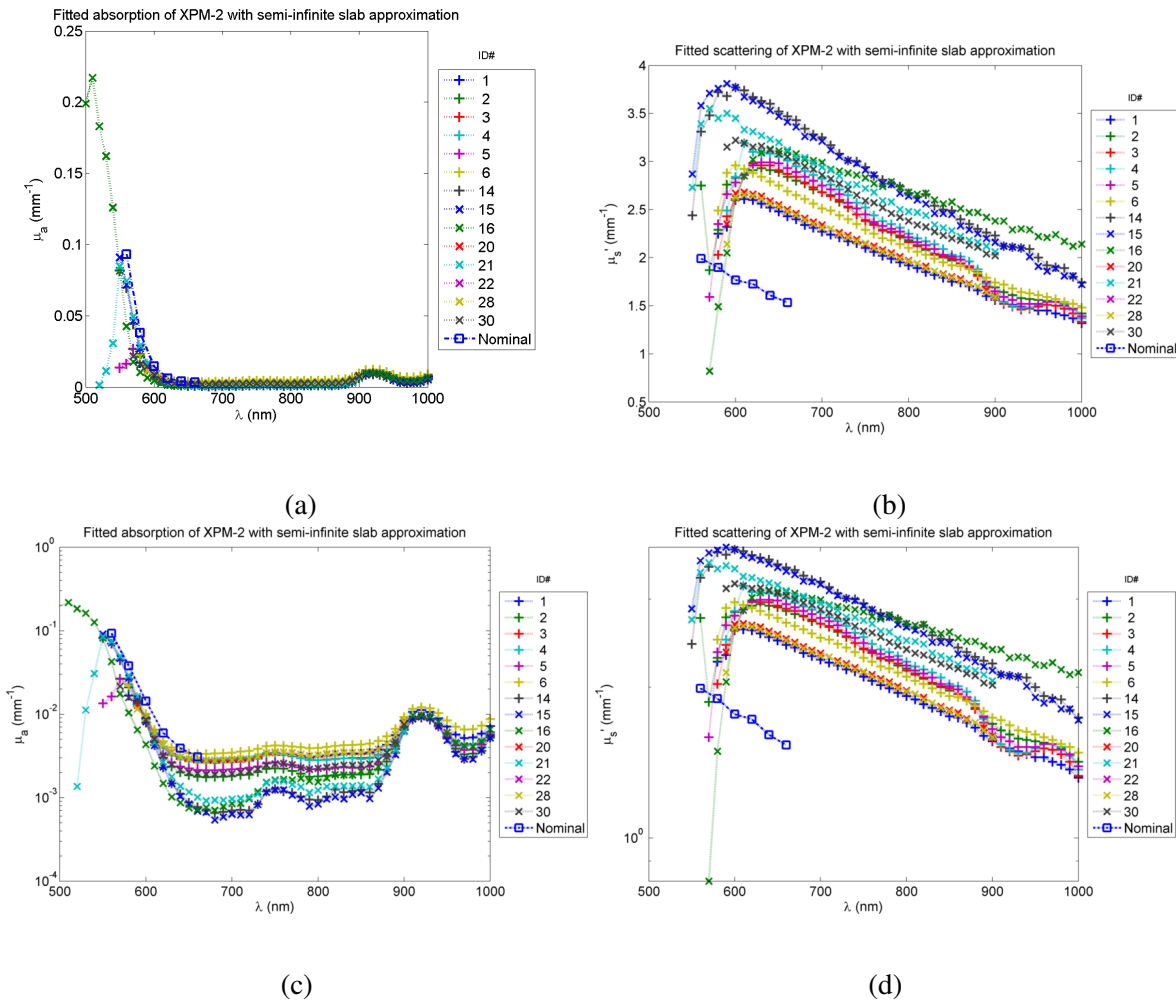 Fitted absorption of XPM-2 with semi-infinite slab approximation
0.25
0.2
0.15
0.1
0.05
0
500 600 700 800 900 1000
μa (mm-1)
λ (nm)
ID#
1
2
3
4
5
6
14
15
16
20
21
22
28
30
Nominal
(a)
Fitted scattering of XPM-2 with semi-infinite slab approximation
4
3.5
3
2.5
2
1.5
1
0.5
500 600 700 800 900 1000
μs' (mm-1)
λ (nm)
ID#
1
2
3
4
5
6
14
15
16
20
21
22
28
30
Nominal
(b)
Fitted absorption of XPM-2 with semi-infinite slab approximation
10^0
10^-1
10^-2
10^-3
10^-4
500 600 700 800 900 1000
μa (mm-1)
λ (nm)
ID#
1
2
3
4
5
6
14
15
16
20
21
22
28
30
Nominal
(c)
Fitted scattering of XPM-2 with semi-infinite slab approximation
10^0
500 600 700 800 900 1000
μs' (mm-1)
λ (nm)
ID#
1
2
3
4
5
6
14
15
16
20
21
22
28
30
Nominal
(d)